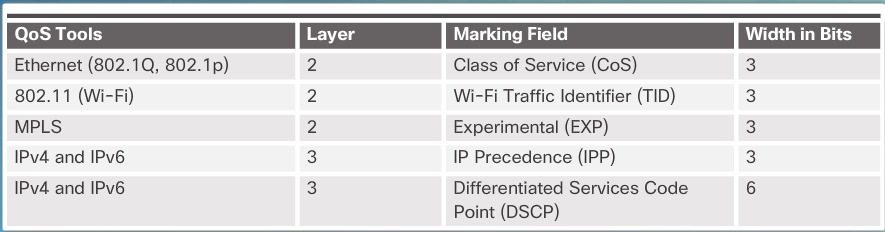 QoS Tools Layer Marking Field Width in Bits
Ethernet (802.1Q, 802.1p) 2 Class of Service (CoS) 3
802.11 (Wi-Fi) 2 Wi-Fi Traffic Identifier (TID) 3
MPLS 2 Experimental (EXP) 3
IPv4 and IPv6 3 IP Precedence (IPP) 3
IPv4 and IPv6 3 Differentiated Services Code 6
Point (DSCP)